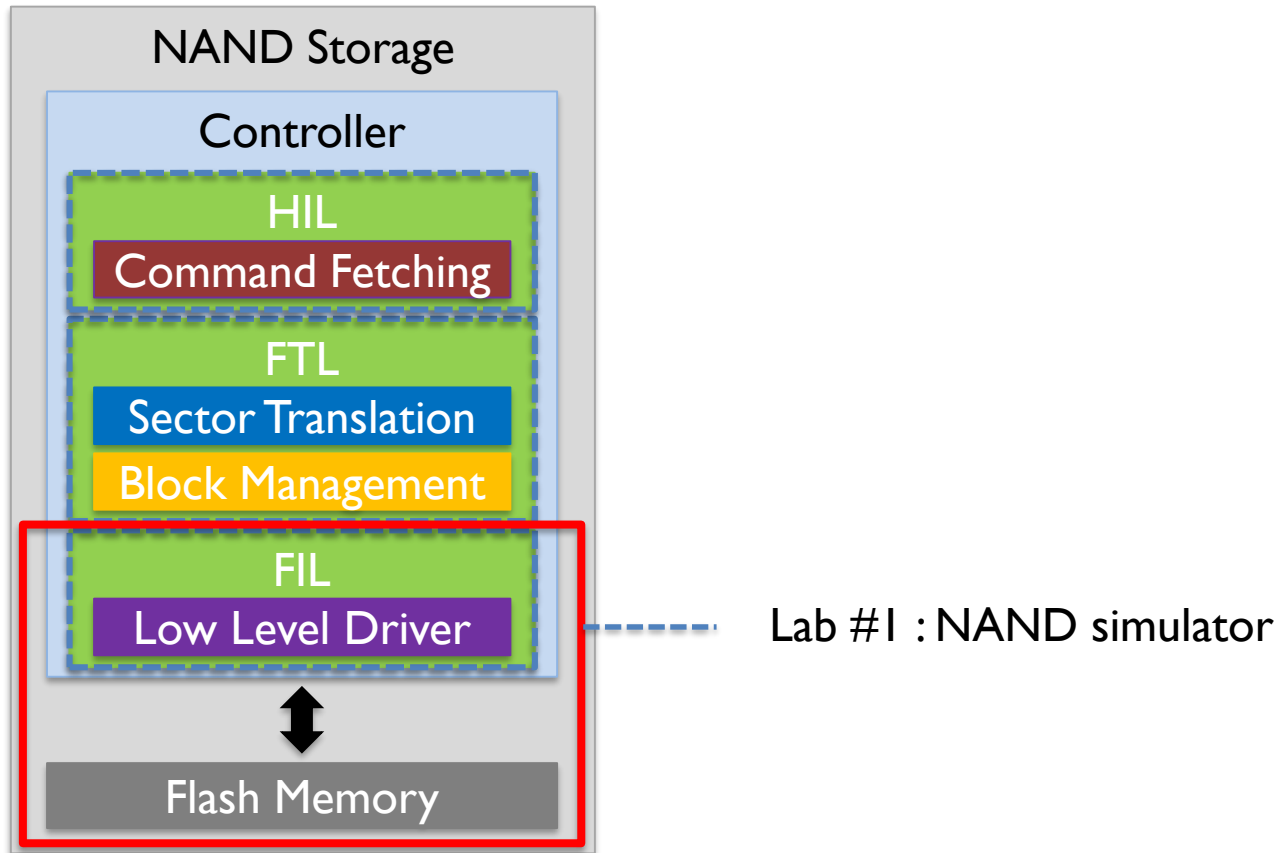 NAND Storage
Controller
HIL
Command Fetching
FTL
Sector Translation
Block Management
FIL
Low Level Driver
Lab #1 : NAND simulator
Flash Memory